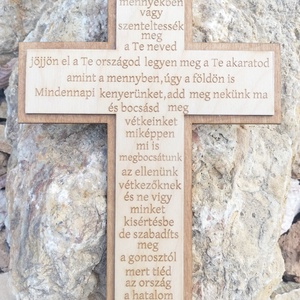 mennyekben
vagy
szenteltessék
meg
a Te neved
jöjjön el a Te országod legyen meg a Te akaratod
amint a mennyben, úgy a földön is
Mindennapi kenyerünket, add meg nekünk ma
és bocsásd meg
vétkeinket
miképpen
mi is
megbocsátunk
az ellenünk
vétkezőknek
és ne vigy
minket
kísértésbe
de szabadíts
meg
a gonosztól
mert tiéd
az ország
a hatalom